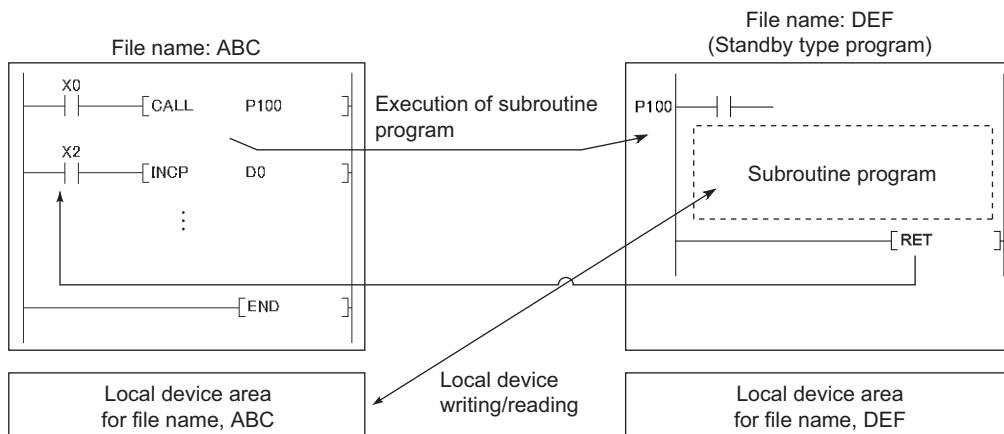 File name: ABC
X0
[CALL P100 ]
X2
[INCP D0 ]
[END ]
Execution of subroutine
program
File name: DEF
(Standby type program)
P100
Subroutine program
[RET ]
Local device area
for file name, ABC
Local device
writing/reading
Local device area
for file name, DEF